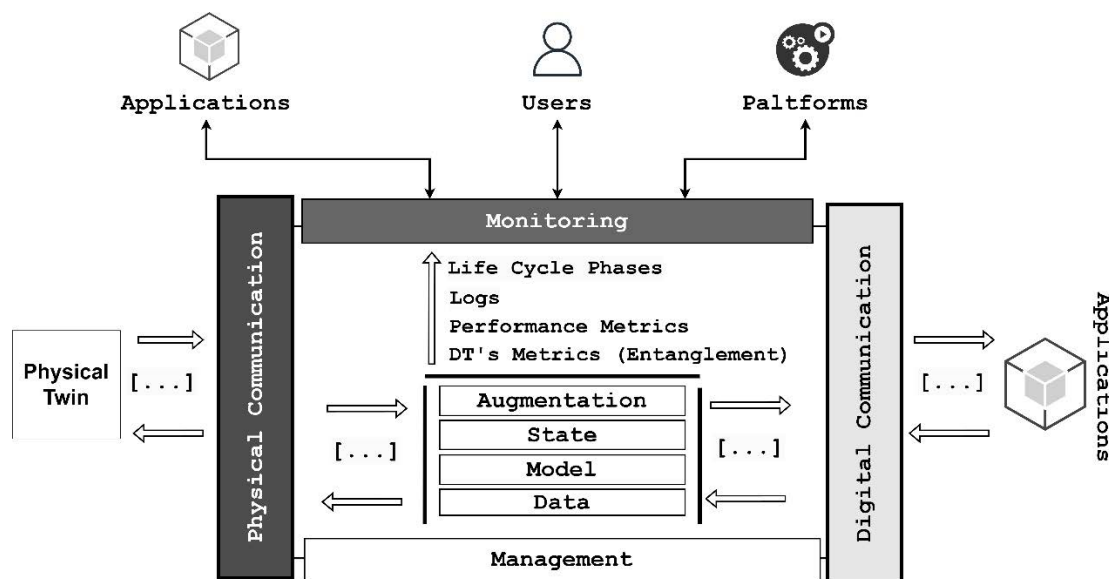 Applications
Users
Paltforms
Monitoring
Life Cycle Phases
Logs
Performance Metrics
DT's Metrics (Entanglement)
Physical
Twin
[...]
Physical Communication
[...]
Augmentation
State
Model
Data
[...]
Digital Communication
[...]
Applications
Management